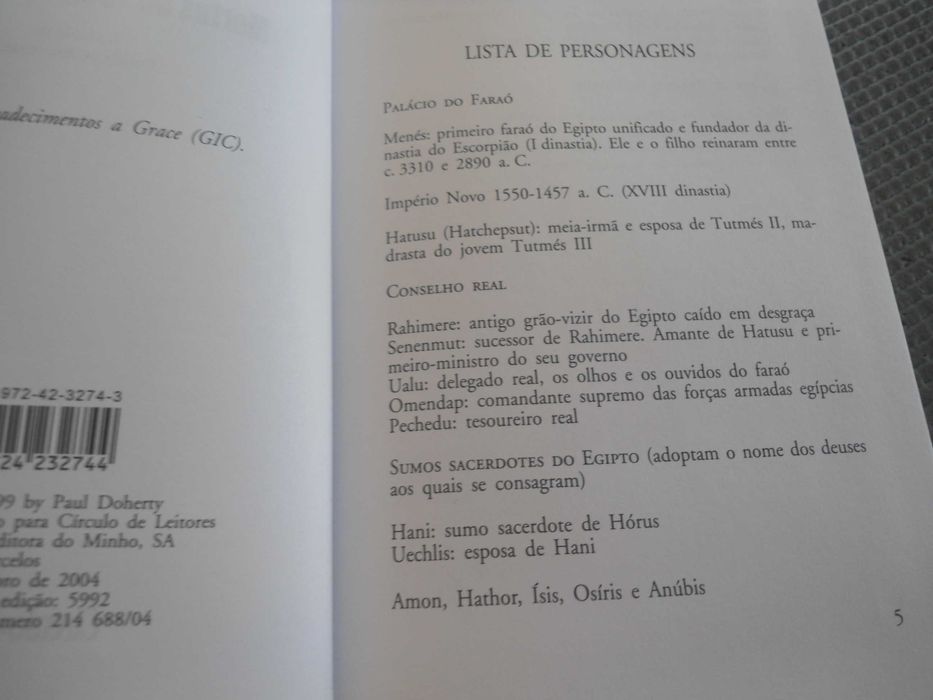 a Grace (GIC).
972-42-3274-3
24 232744
by Paul Doherty
para Círculo de Leitores
do Minho, SA
de 2004
edição: 5992
214 688/04
LISTA DE PERSONAGENS
PALÁCIO DO FARAÓ
Menés: primeiro faraó do Egipto unificado e fundador da di-
nastia do Escorpião (I dinastia). Ele e o filho reinaram entre
c. 3310 e 2890 a. C.
Império Novo 1550-1457 a. C. (XVIII dinastia)
Hatusu (Hatchepsut): meia-irmã e esposa de Tutmés II, ma-
drasta do jovem Tutmés III
CONSELHO REAL
Rahimere: antigo grão-vizir do Egipto caído em desgraça
Senenmut: sucessor de Rahimere. Amante de Hatusu e pri-
meiro-ministro do seu governo
Ualu: delegado real, os olhos e os ouvidos do faraó
Omendap: comandante supremo das forças armadas egípcias
Pechedu: tesoureiro real
SUMOS SACERDOTES DO EGIPTO (adoptam o nome dos deuses
aos quais se consagram)
Hani: sumo sacerdote de Hórus
Uechlis: esposa de Hani
Amon, Hathor, Ísis, Osíris e Anúbis
5